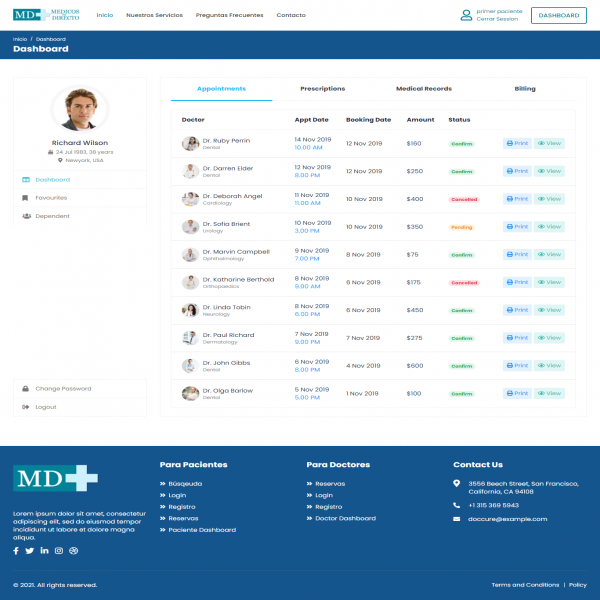 MD MEDICOS DIRECTO
Inicio Nuestros Servicios Preguntas Frecuentes Contacto
primer paciente
Cerrar Session
DASHBOARD
Inicio / Dashboard
Dashboard
Richard Wilson
24 Jul 1983, 38 years
Newyork, USA
Dashboard
Favourites
Dependent
Change Password
Logout
Appointments Prescriptions Medical Records Billing
Doctor Appt Date Booking Date Amount Status
Dr. Ruby Perrin Dental 14 Nov 2019 10.00 AM 12 Nov 2019 $160 Confirm Print View
Dr. Darren Elder Dental 12 Nov 2019 8.00 PM 12 Nov 2019 $250 Confirm Print View
Dr. Deborah Angel Cardiology 11 Nov 2019 11.00 AM 10 Nov 2019 $400 Cancelled Print View
Dr. Sofia Brient Urology 10 Nov 2019 3.00 PM 10 Nov 2019 $350 Pending Print View
Dr. Marvin Campbell Ophthalmology 9 Nov 2019 7.00 PM 8 Nov 2019 $75 Confirm Print View
Dr. Katharine Berthold Orthopaedics 8 Nov 2019 9.00 AM 6 Nov 2019 $175 Cancelled Print View
Dr. Linda Tobin Neurology 8 Nov 2019 6.00 PM 6 Nov 2019 $450 Confirm Print View
Dr. Paul Richard Dermatology 7 Nov 2019 9.00 PM 7 Nov 2019 $275 Confirm Print View
Dr. John Gibbs Dental 6 Nov 2019 8.00 PM 4 Nov 2019 $600 Confirm Print View
Dr. Olga Barlow Dental 5 Nov 2019 5.00 PM 1 Nov 2019 $100 Confirm Print View
MD
Lorem ipsum dolor sit amet, consectetur
adipiscing elit, sed do eiusmod tempor
incididunt ut labore et dolore magna
aliqua.
Para Pacientes
Búsqeuda
Login
Registro
Reservas
Paciente Dashboard
Para Doctores
Reservas
Login
Registro
Doctor Dashboard
Contact Us
3556 Beech Street, San Francisco,
California, CA 94108
+1 315 369 5943
doccure@example.com
© 2021. All rights reserved.
Terms and Conditions | Policy